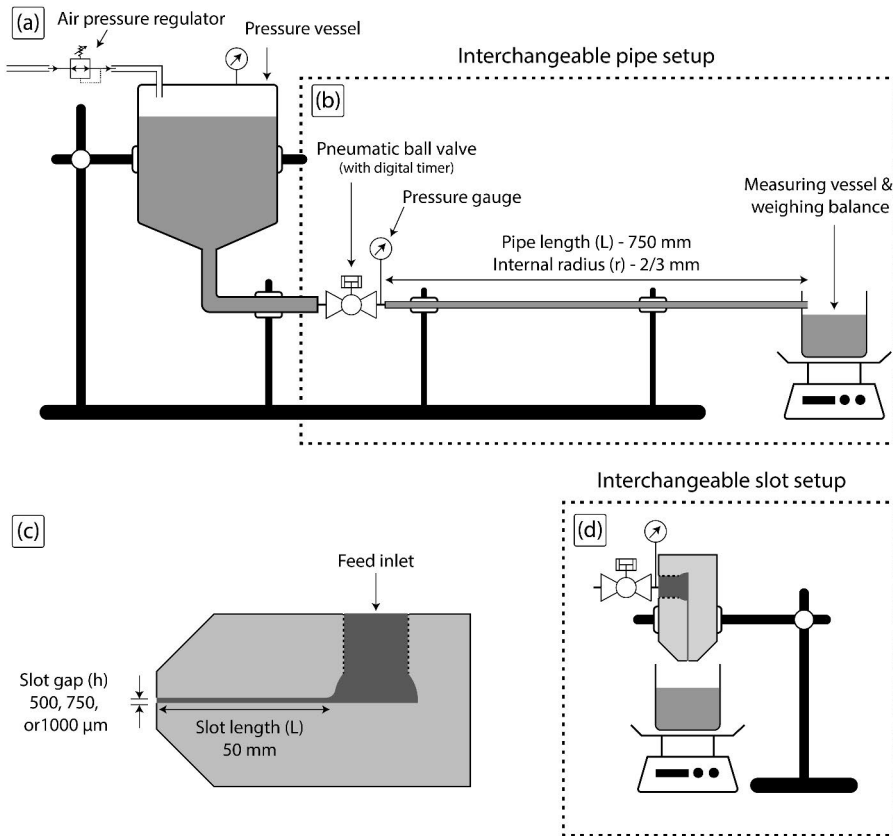 (a)
Air pressure regulator
Pressure vessel
Interchangeable pipe setup
(b)
Pneumatic ball valve
(with digital timer)
Pressure gauge
Measuring vessel &
weighing balance
Pipe length (L) - 750 mm
Internal radius (r) - 2/3 mm
(c)
Feed inlet
Slot gap (h)
500, 750,
or1000 µm
Slot length (L)
50 mm
Interchangeable slot setup
(d)